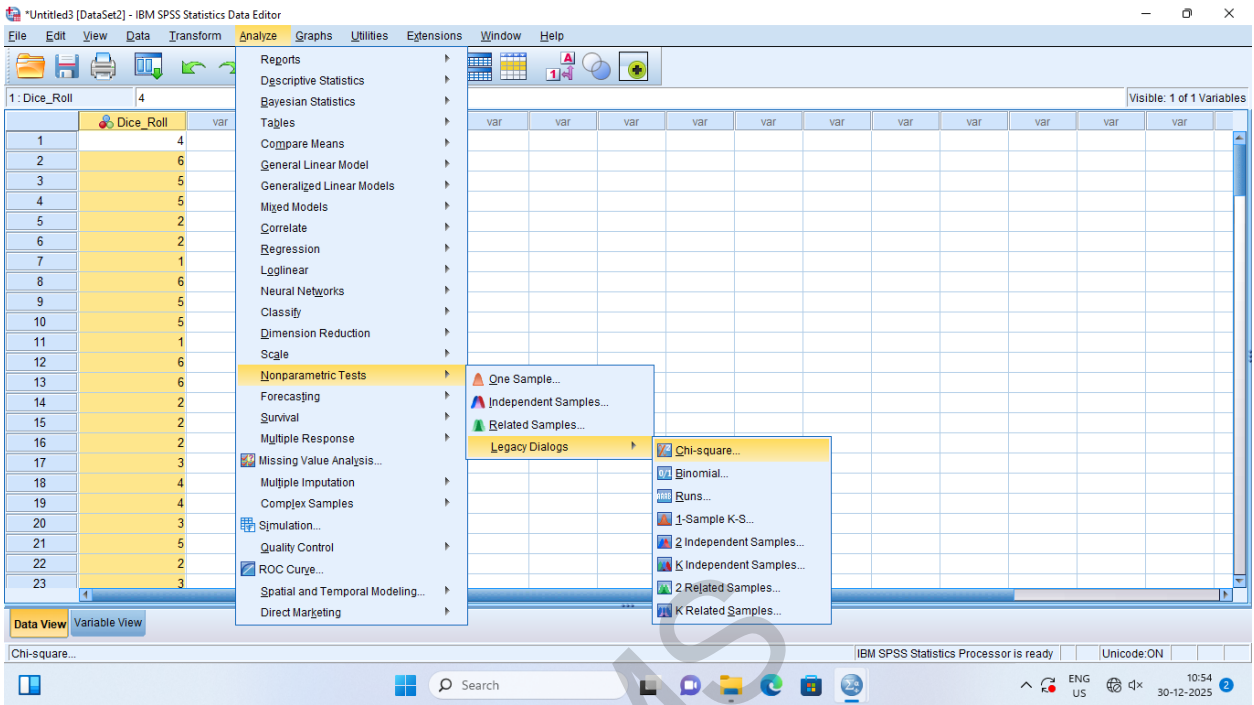 *Untitled3 [DataSet2] - IBM SPSS Statistics Data Editor
File Edit View Data Transform Analyze Graphs Utilities Extensions Window Help
1 : Dice_Roll 4 Visible: 1 of 1 Variables
Dice_Roll var var var var var var var var var var var var
1 4
2 6
3 5
4 5
5 2
6 2
7 1
8 6
9 5
10 5
11 1
12 6
13 6
14 2
15 2
16 2
17 3
18 4
19 4
20 3
21 5
22 2
23 3
Reports
Descriptive Statistics
Bayesian Statistics
Tables
Compare Means
General Linear Model
Generalized Linear Models
Mixed Models
Correlate
Regression
Loglinear
Neural Networks
Classify
Dimension Reduction
Scale
Nonparametric Tests
Forecasting
Survival
Multiple Response
Missing Value Analysis...
Multiple Imputation
Complex Samples
Simulation...
Quality Control
ROC Curve...
Spatial and Temporal Modeling...
Direct Marketing
One Sample...
Independent Samples...
Related Samples...
Legacy Dialogs
Chi-square...
Binomial...
Runs...
1-Sample K-S...
2 Independent Samples...
K Independent Samples...
2 Related Samples...
K Related Samples...
Data View Variable View
Chi-square... IBM SPSS Statistics Processor is ready Unicode:ON
Search
ENG
US
10:54
30-12-2025
2